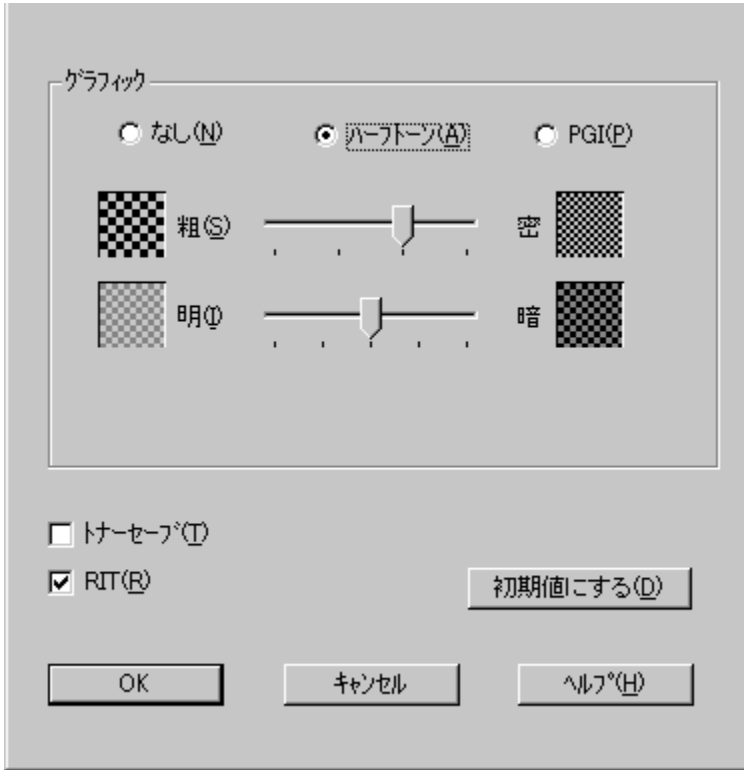 ｸﾞﾗﾌｨｯｸ
なし(N) ﾊｰﾌﾄｰﾝ(A) PGI(P)
粗(S) 密
明(I) 暗
ﾄﾅｰｾｰﾌﾞ(T)
RIT(R)
初期値にする(D)
OK ｷｬﾝｾﾙ ﾍﾙﾌﾟ(H)